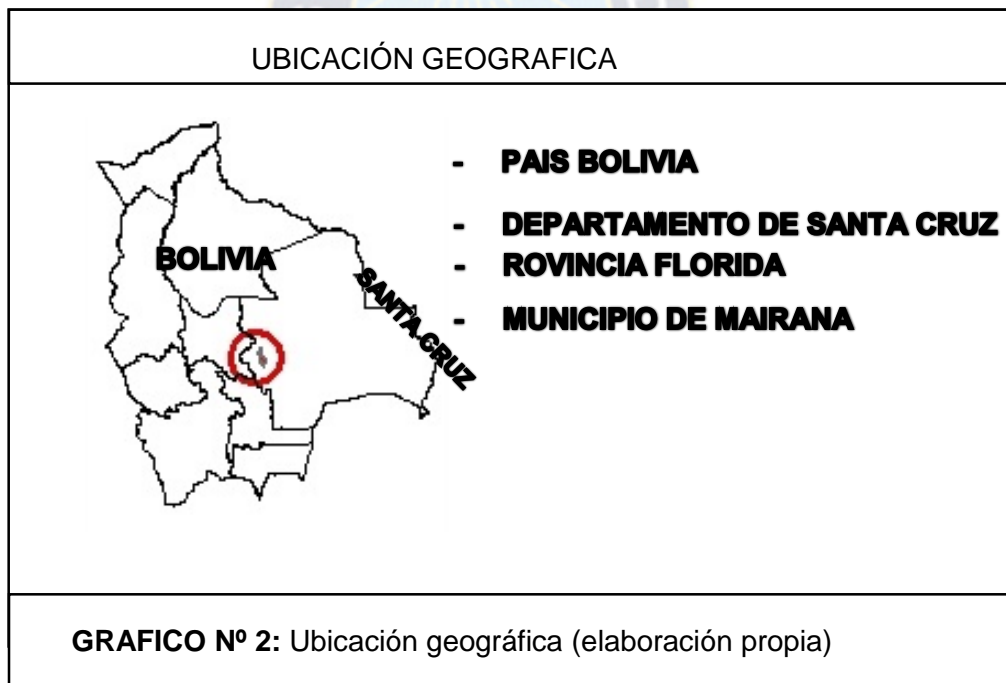 UBICACIÓN GEOGRAFICA
BOLIVIA
SANTA CRUZ
- PAIS BOLIVIA
- DEPARTAMENTO DE SANTA CRUZ
- ROVINCIA FLORIDA
- MUNICIPIO DE MAIRANA
GRAFICO Nº 2: Ubicación geográfica (elaboración propia)